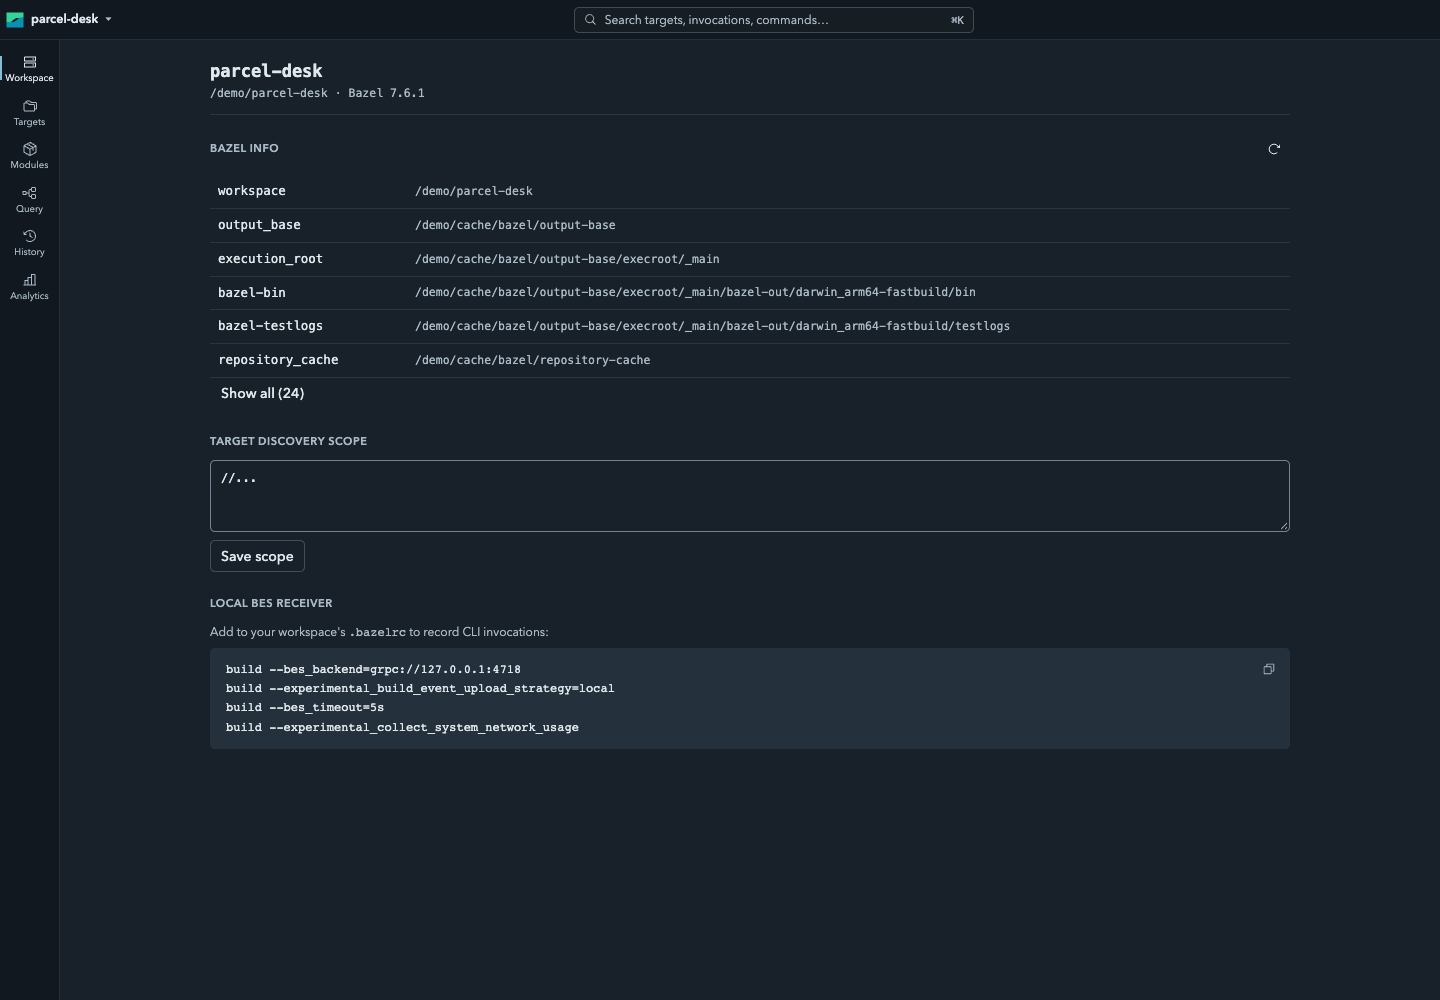 parcel-desk
Search targets, invocations, commands... ⌘K
Workspace
Targets
Modules
Query
History
Analytics
parcel-desk
/demo/parcel-desk · Bazel 7.6.1
BAZEL INFO
workspace /demo/parcel-desk
output_base /demo/cache/bazel/output-base
execution_root /demo/cache/bazel/output-base/execroot/_main
bazel-bin /demo/cache/bazel/output-base/execroot/_main/bazel-out/darwin_arm64-fastbuild/bin
bazel-testlogs /demo/cache/bazel/output-base/execroot/_main/bazel-out/darwin_arm64-fastbuild/testlogs
repository_cache /demo/cache/bazel/repository-cache
Show all (24)
TARGET DISCOVERY SCOPE
//...
Save scope
LOCAL BES RECEIVER
Add to your workspace's .bazelrc to record CLI invocations:
build --bes_backend=grpc://127.0.0.1:4718
build --experimental_build_event_upload_strategy=local
build --bes_timeout=5s
build --experimental_collect_system_network_usage